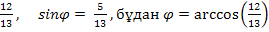 12/13, sinφ = 5/13, бұдан φ = arccos(12/13)